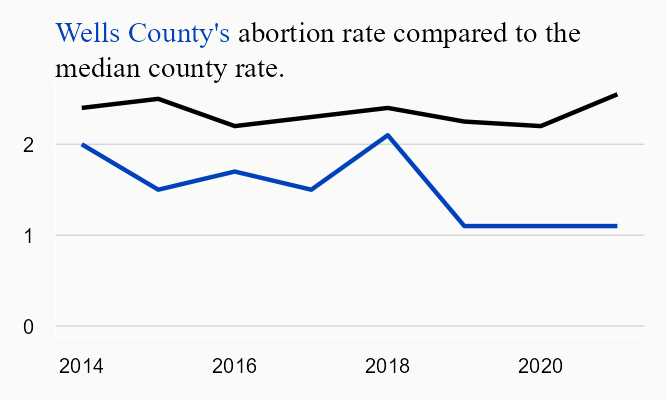 Wells County's abortion rate compared to the
median county rate.
2
1
0
2014 2016 2018 2020